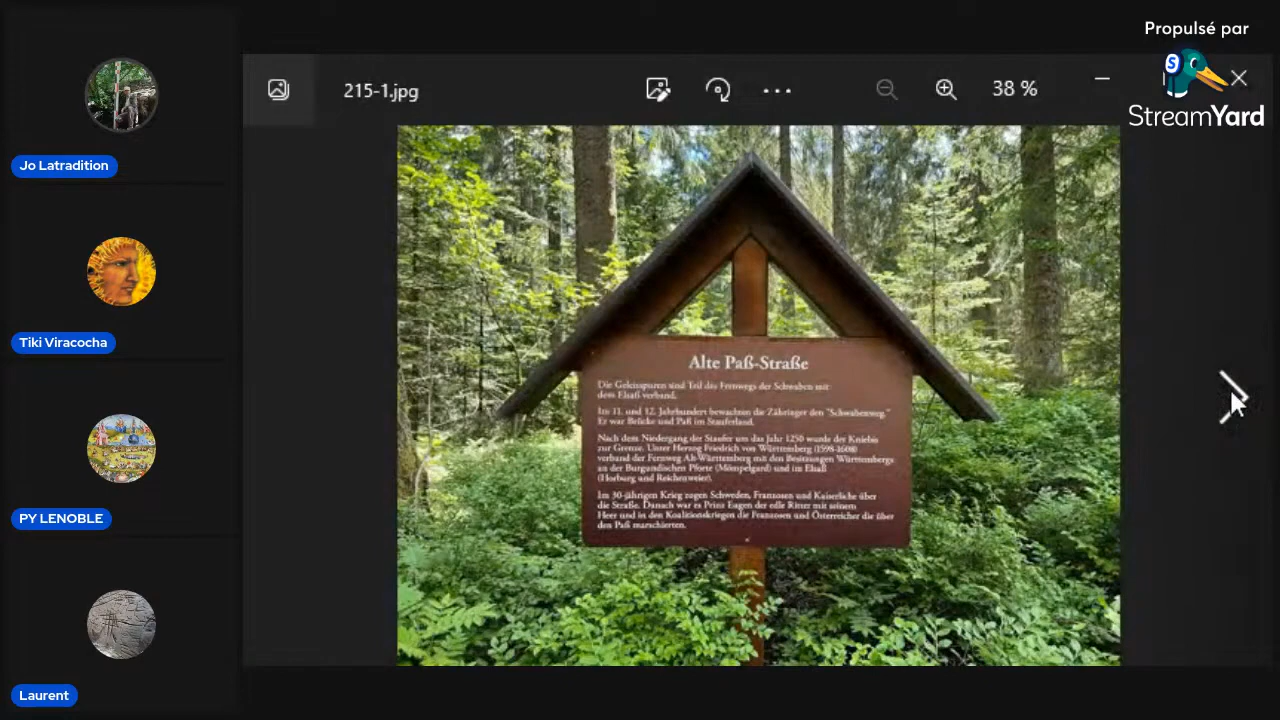 Propulsé par
StreamYard
215-1.jpg
38 %
Jo Latradition
Tiki Viracocha
PY LENOBLE
Laurent
Alte Paß-Straße
Die Geleisspuren sind Teil des Fernwegs der Schwaben mit
dem Elsaß verband.
Im 11. und 12. Jahrhundert bewachten die Zähringer den "Schwabenweg."
Er war Brücke und Paß im Stauferland.
Nach dem Niedergang der Staufer um das Jahr 1250 wurde der Kniebis
zur Grenze. Unter Herzog Friedrich von Württemberg (1598-1608)
verband der Fernweg Alt-Württemberg mit den Besitzungen Württembergs
an der Burgundischen Pforte (Mömpelgard) und im Elsaß
(Horburg und Reichenweier).
Im 30-jährigen Krieg zogen Schweden, Franzosen und Kaiserliche über
die Straße. Danach war es Prinz Eugen der edle Ritter mit seinem
Heer und in den Koalitionskriegen die Franzosen und Österreicher die über
den Paß marschierten.